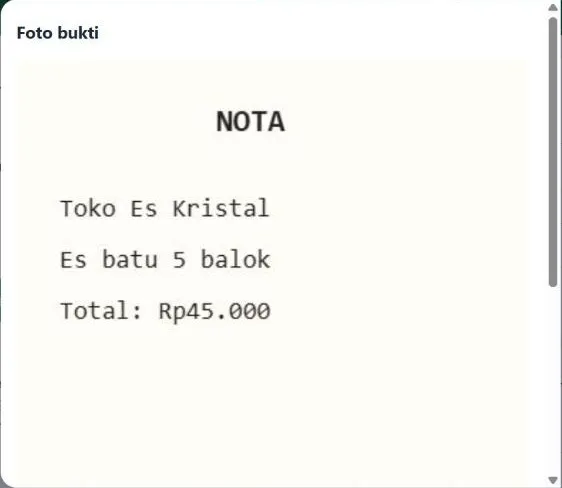 Foto bukti
NOTA
Toko Es Kristal
Es batu 5 balok
Total: Rp45.000